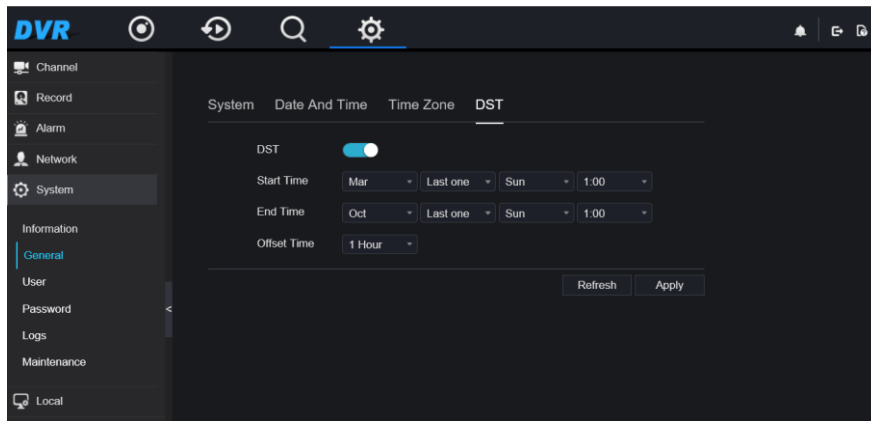 DVR
Channel
Record
Alarm
Network
System
Information
General
User
Password
<
Logs
Maintenance
Local
System Date And Time Time Zone DST
DST
Start Time Mar Last one Sun 1:00
End Time Oct Last one Sun 1:00
Offset Time 1 Hour
Refresh Apply